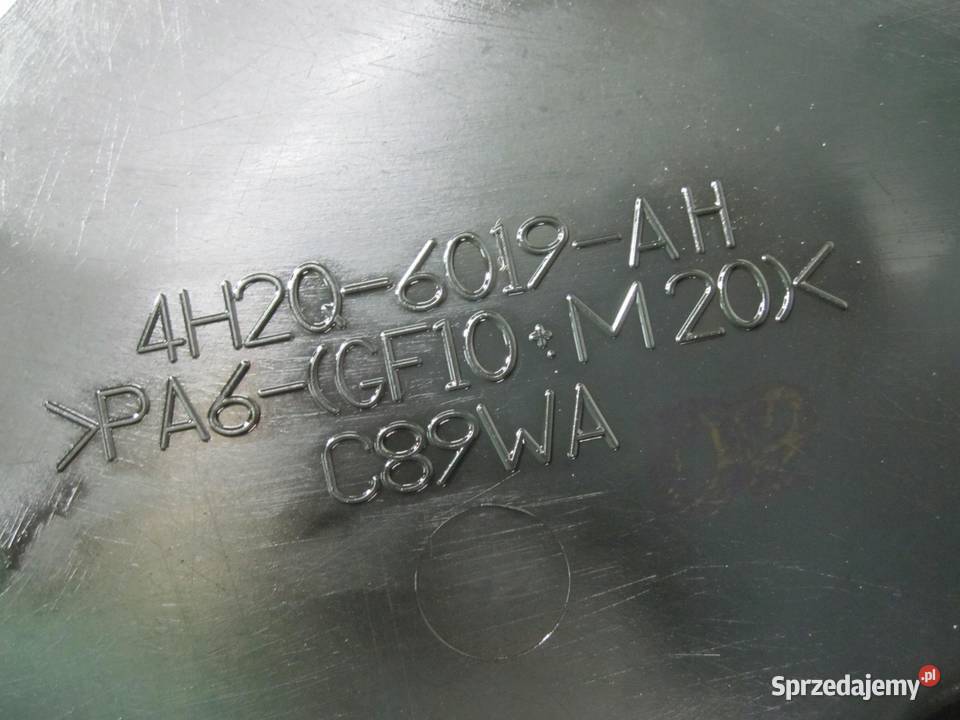 4H2Q-6019-AH
>PA6-(GF10+M20)<
C89WA
Sprzedajemy.pl